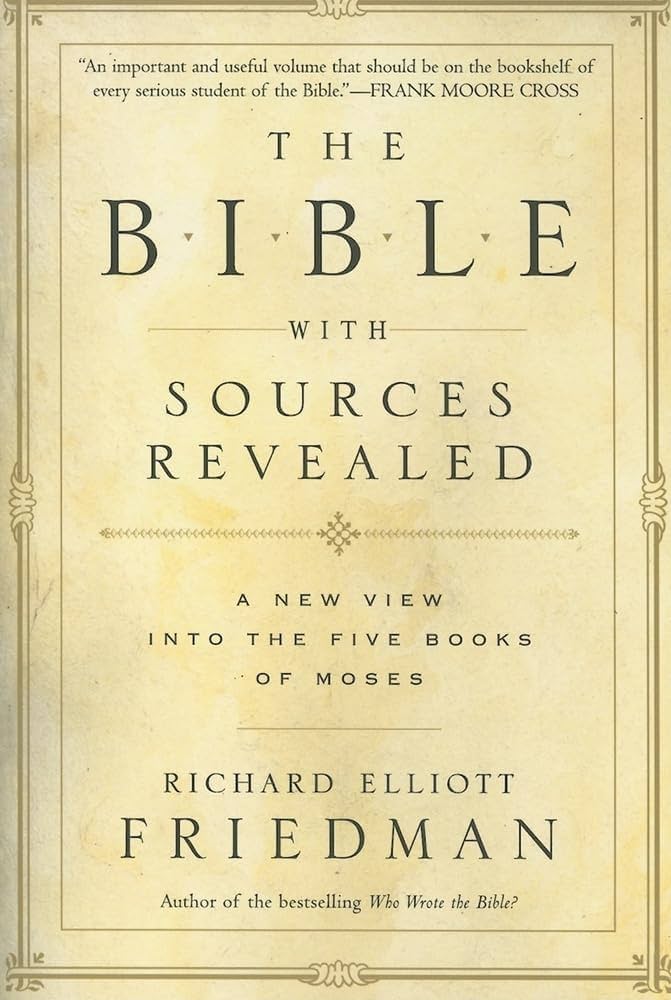 “An important and useful volume that should be on the bookshelf of
every serious student of the Bible.”—FRANK MOORE CROSS
THE
B·I·B·L·E
WITH
SOURCES
REVEALED
A NEW VIEW
INTO THE FIVE BOOKS
OF MOSES
RICHARD ELLIOTT
FRIEDMAN
Author of the bestselling Who Wrote the Bible?